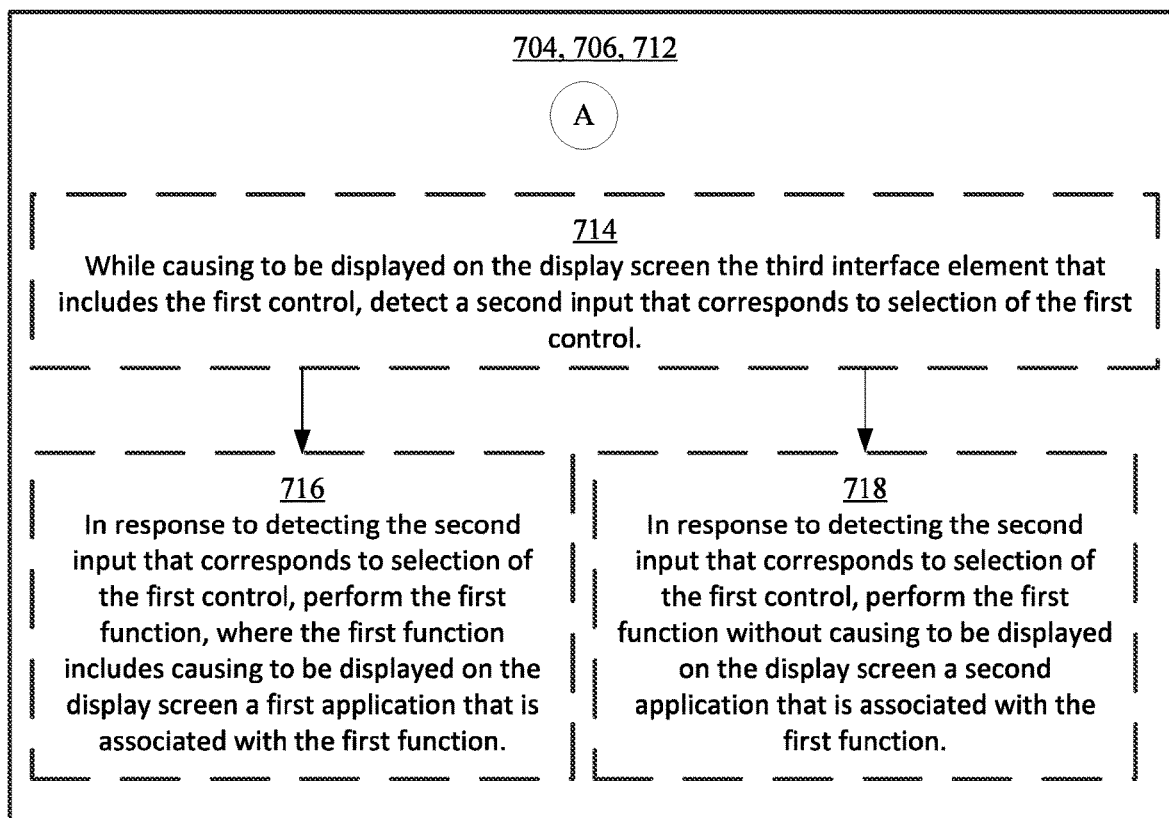 704, 706, 712
A
714
While causing to be displayed on the display screen the third interface element that
includes the first control, detect a second input that corresponds to selection of the first
control.
716
In response to detecting the second
input that corresponds to selection of
the first control, perform the first
function, where the first function
includes causing to be displayed on the
display screen a first application that is
associated with the first function.
718
In response to detecting the second
input that corresponds to selection of
the first control, perform the first
function without causing to be displayed
on the display screen a second
application that is associated with the
first function.